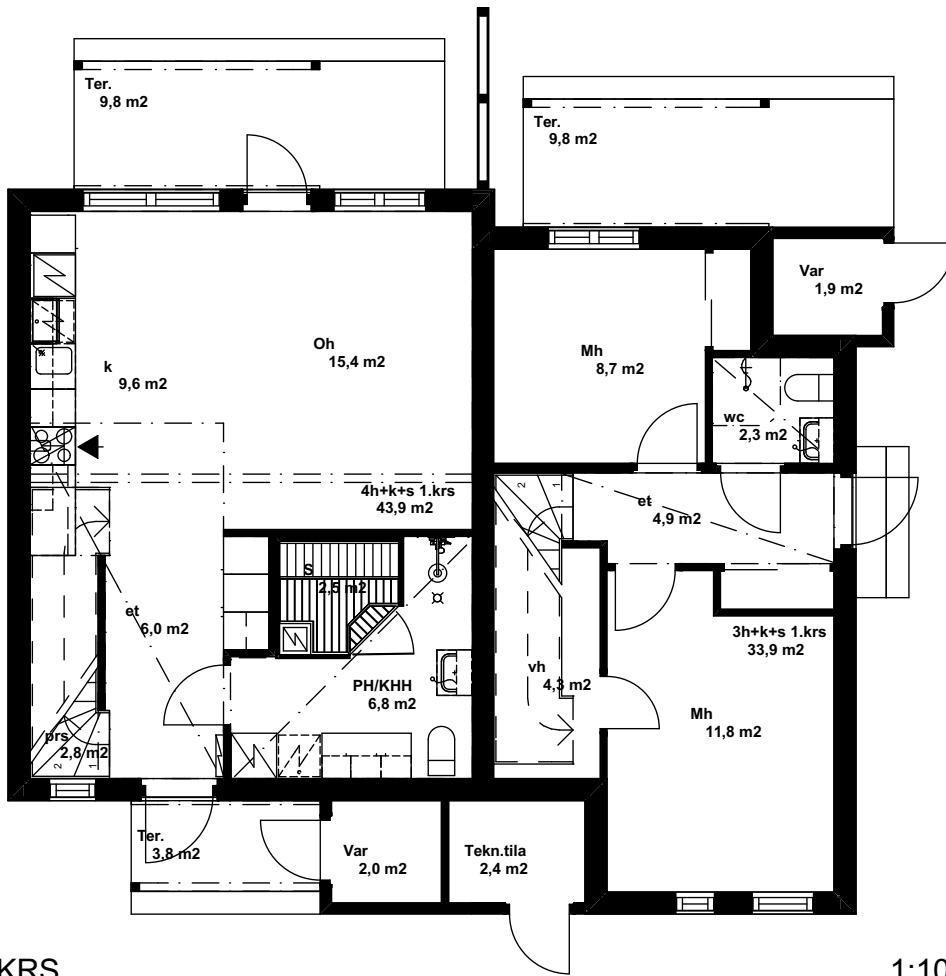 Ter.
9,8 m2
Ter.
9,8 m2
Var
1,9 m2
Oh
15,4 m2
k
9,6 m2
Mh
8,7 m2
wc
2,3 m2
4h+k+s 1.krs
43,9 m2
et
4,9 m2
2 1
S
2,5 m2
et
6,0 m2
3h+k+s 1.krs
33,9 m2
vh
4,3 m2
PH/KHH
6,8 m2
Mh
11,8 m2
prs
2,8 m2
2 1
Ter.
3,8 m2
Var
2,0 m2
Tekn.tila
2,4 m2
KRS
1:10